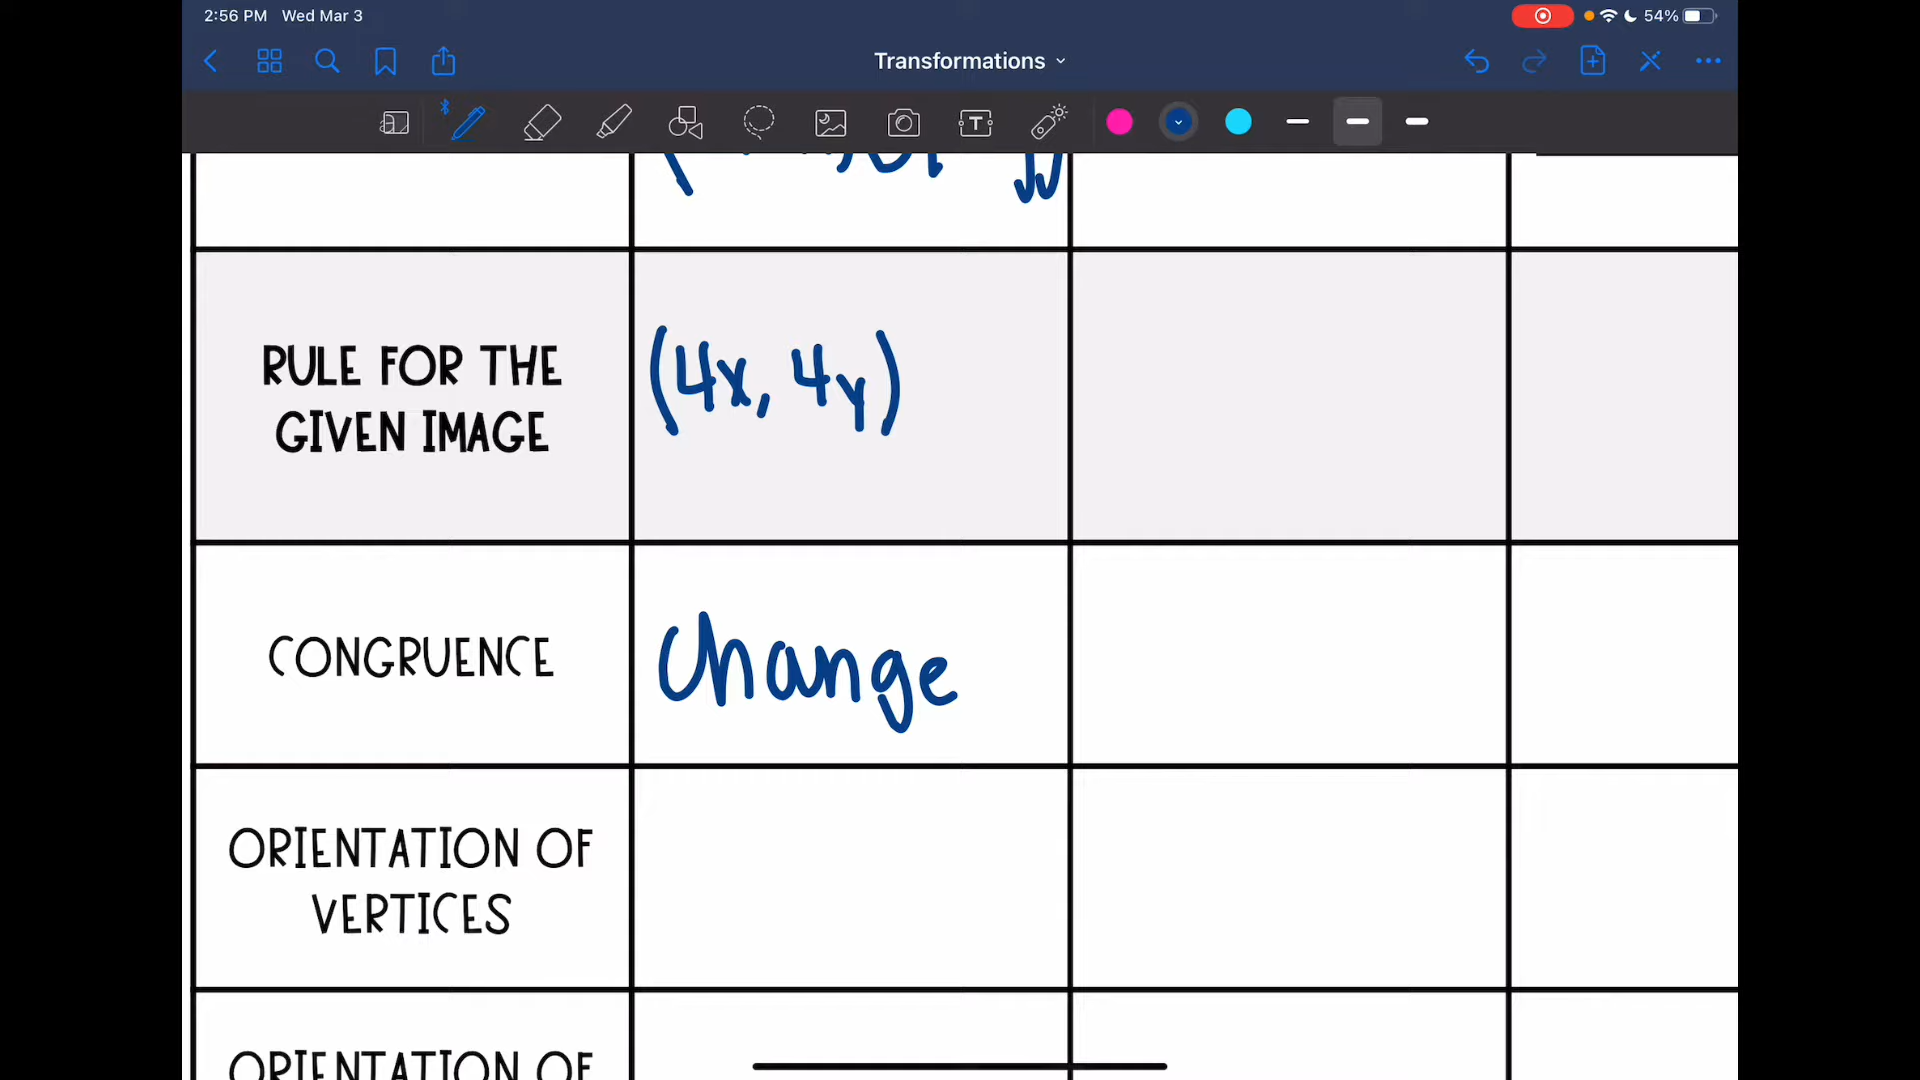 2:56 PM Wed Mar 3
54%
Transformations
T
RULE FOR THE
GIVEN IMAGE
(4x, 4y)
CONGRUENCE
Change
ORIENTATION OF
VERTICES
ORIENTATION OF